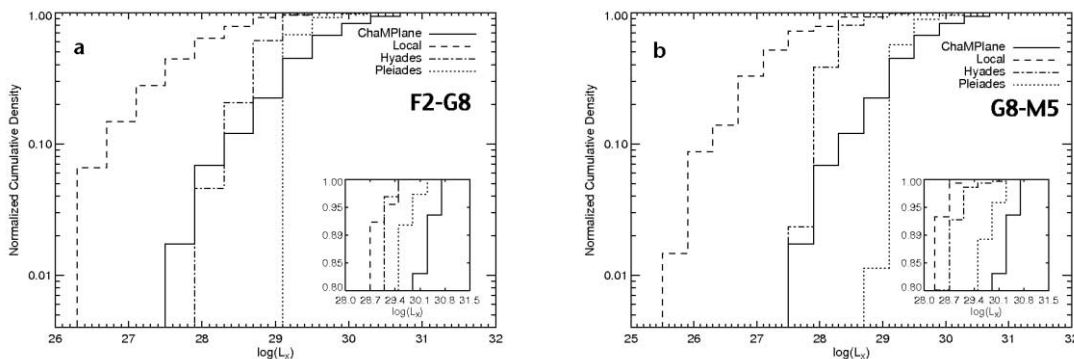 a
ChaMPlane
Local
Hyades
Pleiades
F2-G8
Normalized Cumulative Density
1.00
0.10
0.01
26 27 28 29 30 31 32
log(Lx)
1.00
0.95
0.89
0.85
0.80
28.0 28.7 29.4 30.1 30.8 31.5
log(Lx)
b
ChaMPlane
Local
Hyades
Pleiades
G8-M5
Normalized Cumulative Density
1.00
0.10
0.01
25 26 27 28 29 30 31 32
log(Lx)
1.00
0.95
0.89
0.85
0.80
28.0 28.7 29.4 30.1 30.8 31.5
log(Lx)